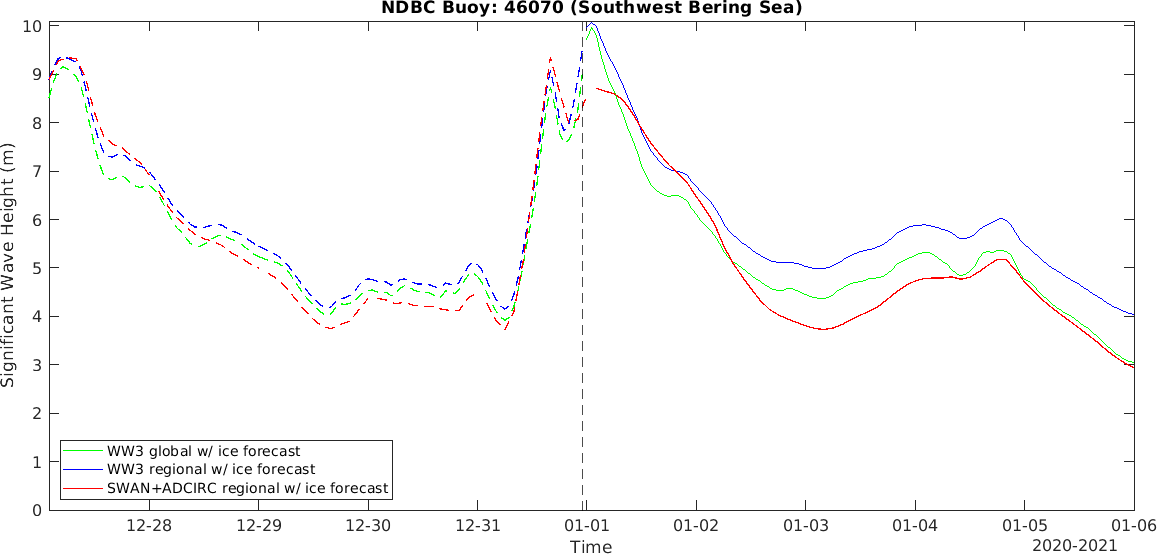 NDBC Buoy: 46070 (Southwest Bering Sea)
Significant Wave Height (m)
10
9
8
7
6
5
4
3
2
1
0
WW3 global w/ ice forecast
WW3 regional w/ ice forecast
SWAN+ADCIRC regional w/ ice forecast
12-28 12-29 12-30 12-31 01-01 01-02 01-03 01-04 01-05 01-06
Time
2020-2021